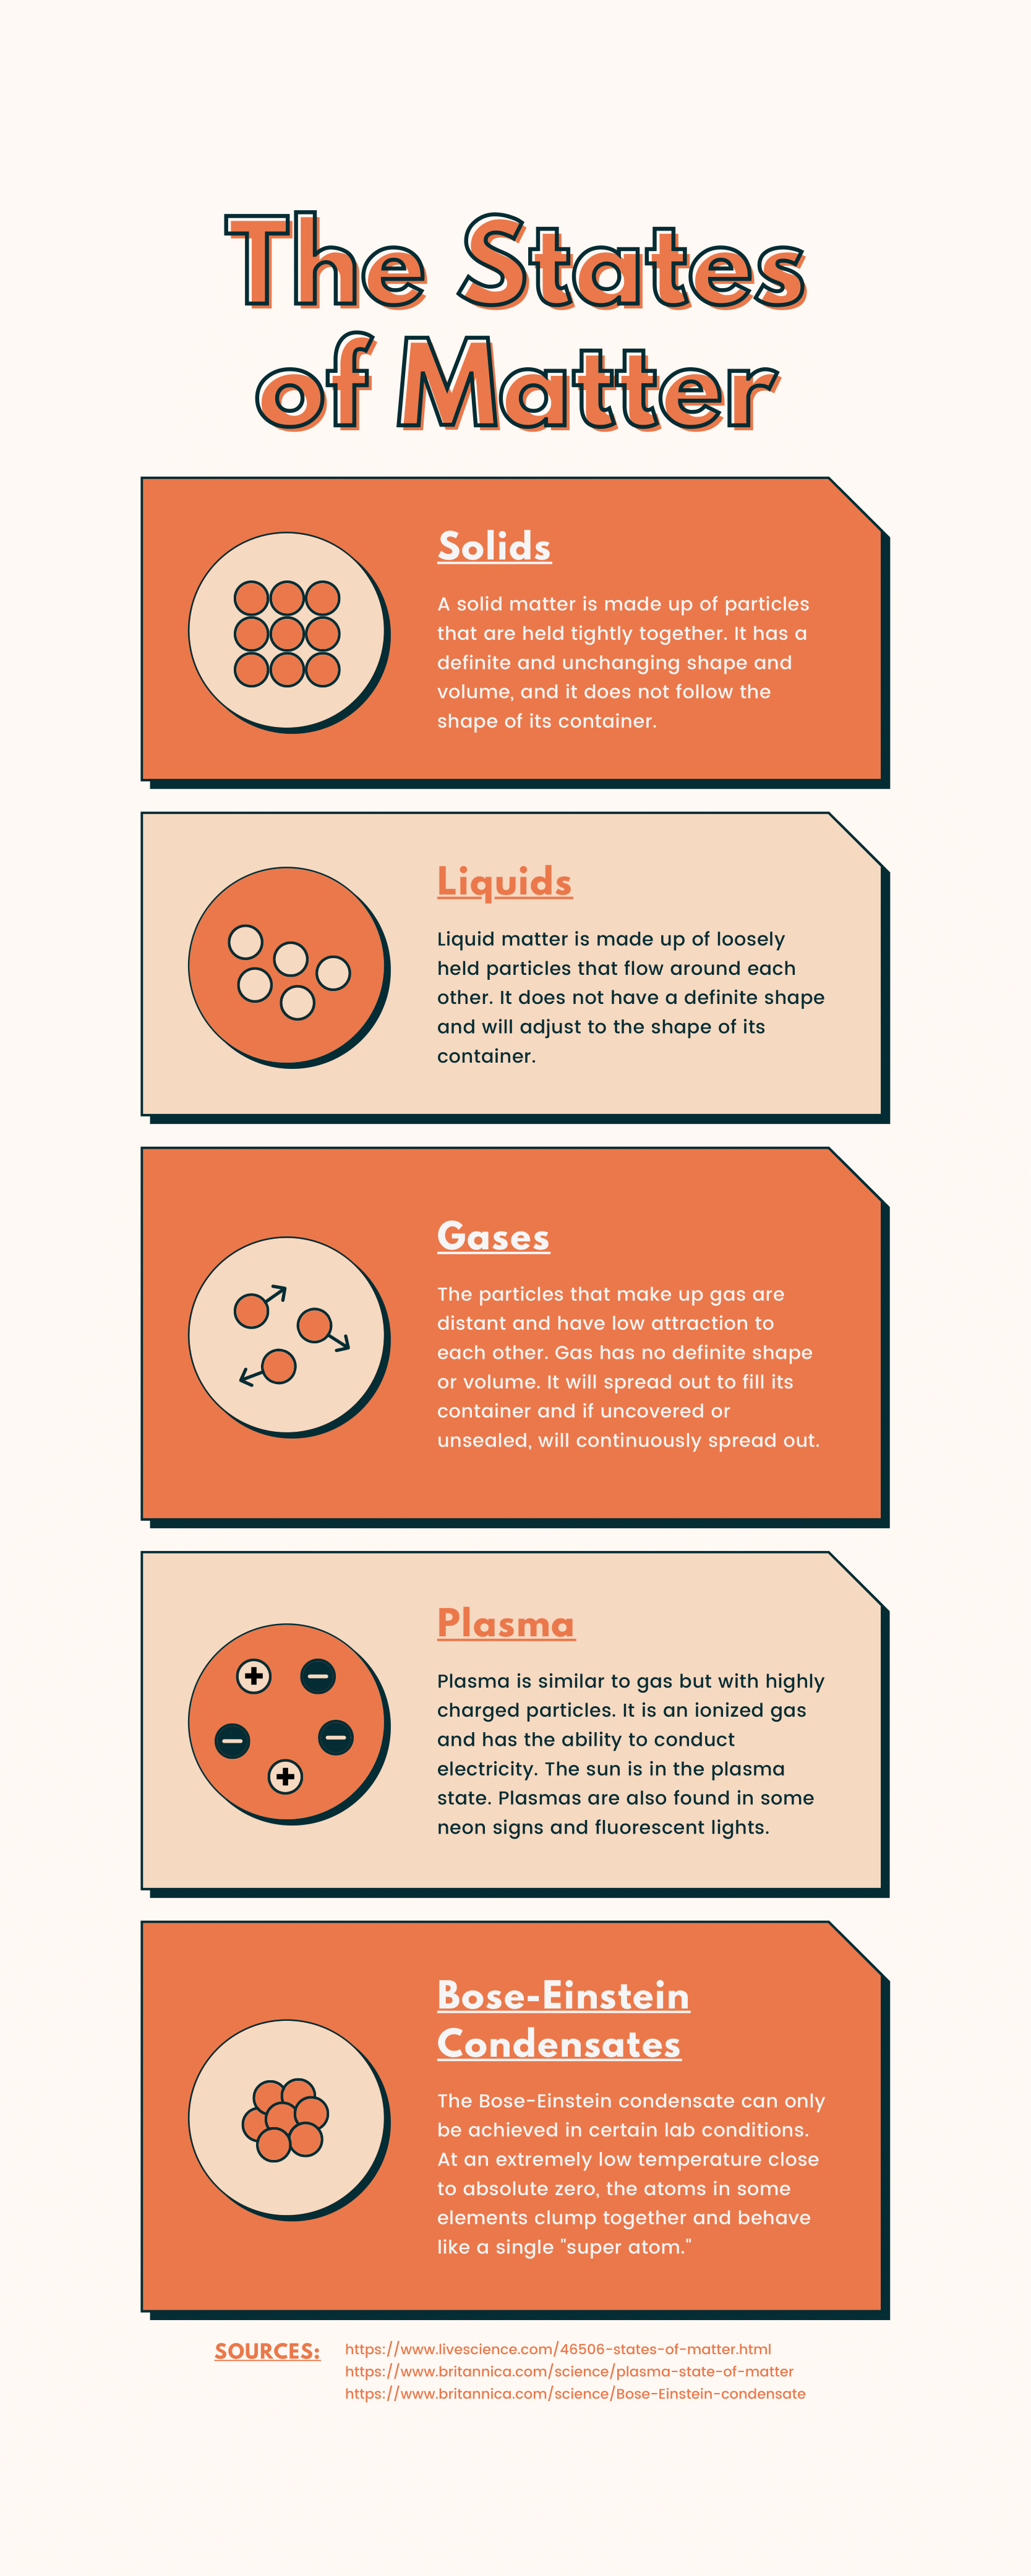 The States
of Matter
Solids
A solid matter is made up of particles
that are held tightly together. It has a
definite and unchanging shape and
volume, and it does not follow the
shape of its container.
Liquids
Liquid matter is made up of loosely
held particles that flow around each
other. It does not have a definite shape
and will adjust to the shape of its
container.
Gases
The particles that make up gas are
distant and have low attraction to
each other. Gas has no definite shape
or volume. It will spread out to fill its
container and if uncovered or
unsealed, will continuously spread out.
Plasma
Plasma is similar to gas but with highly
charged particles. It is an ionized gas
and has the ability to conduct
electricity. The sun is in the plasma
state. Plasmas are also found in some
neon signs and fluorescent lights.
Bose-Einstein
Condensates
The Bose-Einstein condensate can only
be achieved in certain lab conditions.
At an extremely low temperature close
to absolute zero, the atoms in some
elements clump together and behave
like a single "super atom."
SOURCES: https://www.livescience.com/46506-states-of-matter.html
https://www.britannica.com/science/plasma-state-of-matter
https://www.britannica.com/science/Bose-Einstein-condensate